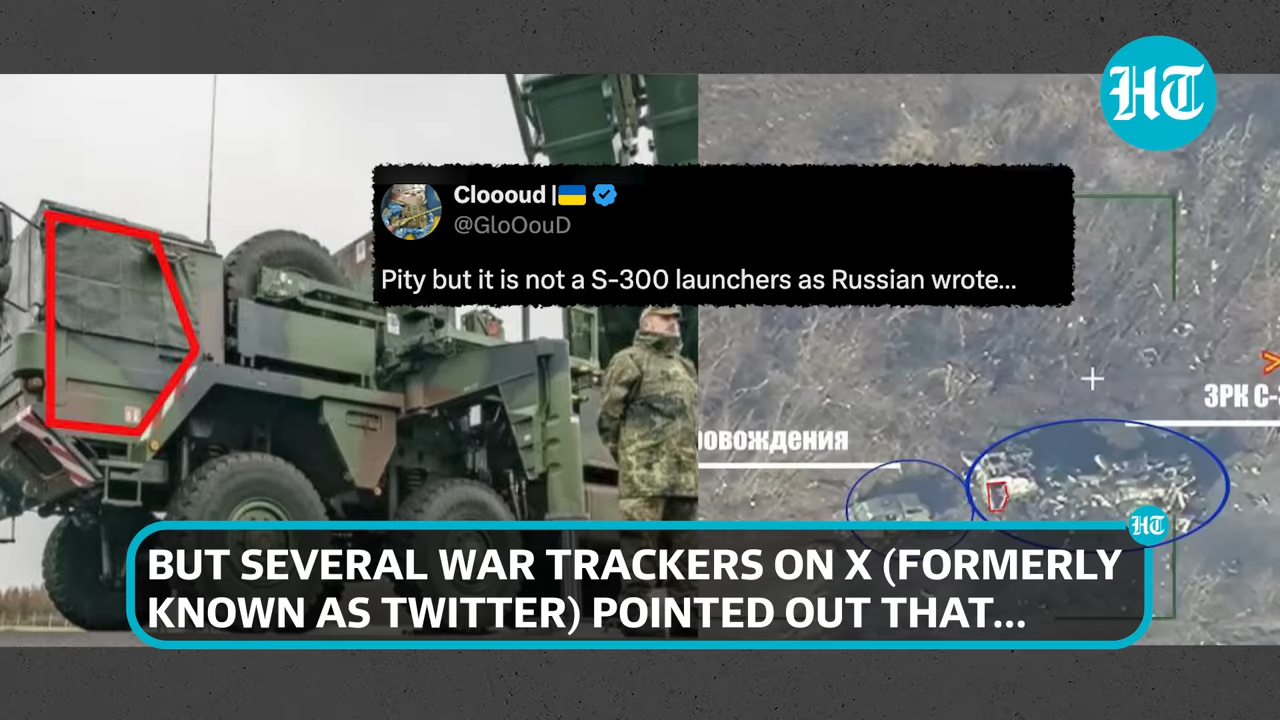 HT
Cloooud |🇺🇦
@GloOouD
Pity but it is not a S-300 launchers as Russian wrote...
ЗРК С-
ровождения
HT
BUT SEVERAL WAR TRACKERS ON X (FORMERLY
KNOWN AS TWITTER) POINTED OUT THAT...